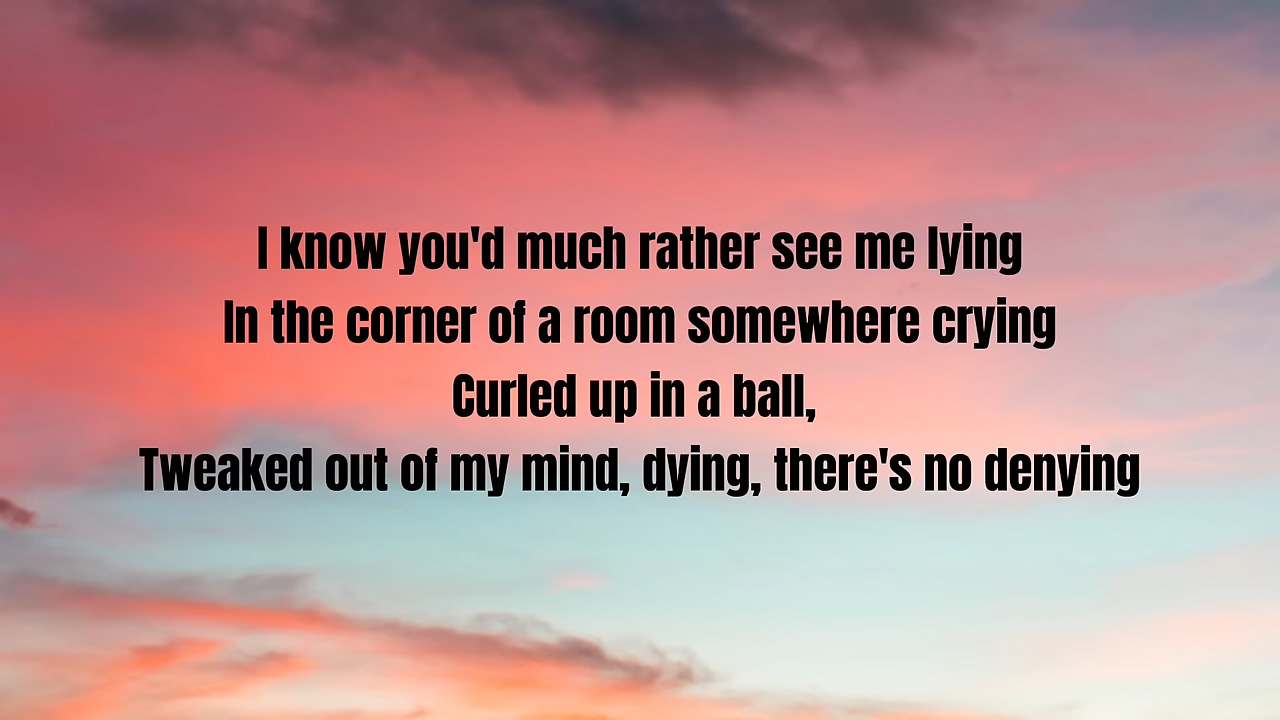 I know you'd much rather see me lying
In the corner of a room somewhere crying
Curled up in a ball,
Tweaked out of my mind, dying, there's no denying